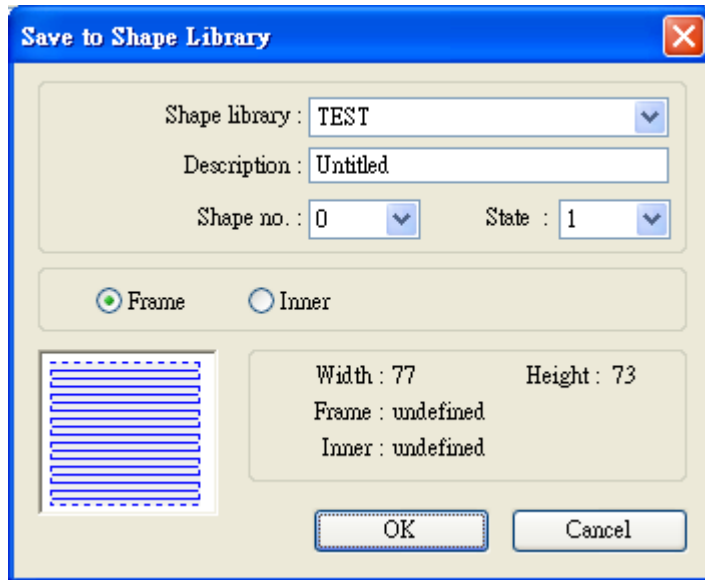 Save to Shape Library
Shape library : TEST
Description : Untitled
Shape no. : 0 State : 1
Frame Inner
Width : 77 Height : 73
Frame : undefined
Inner : undefined
OK Cancel